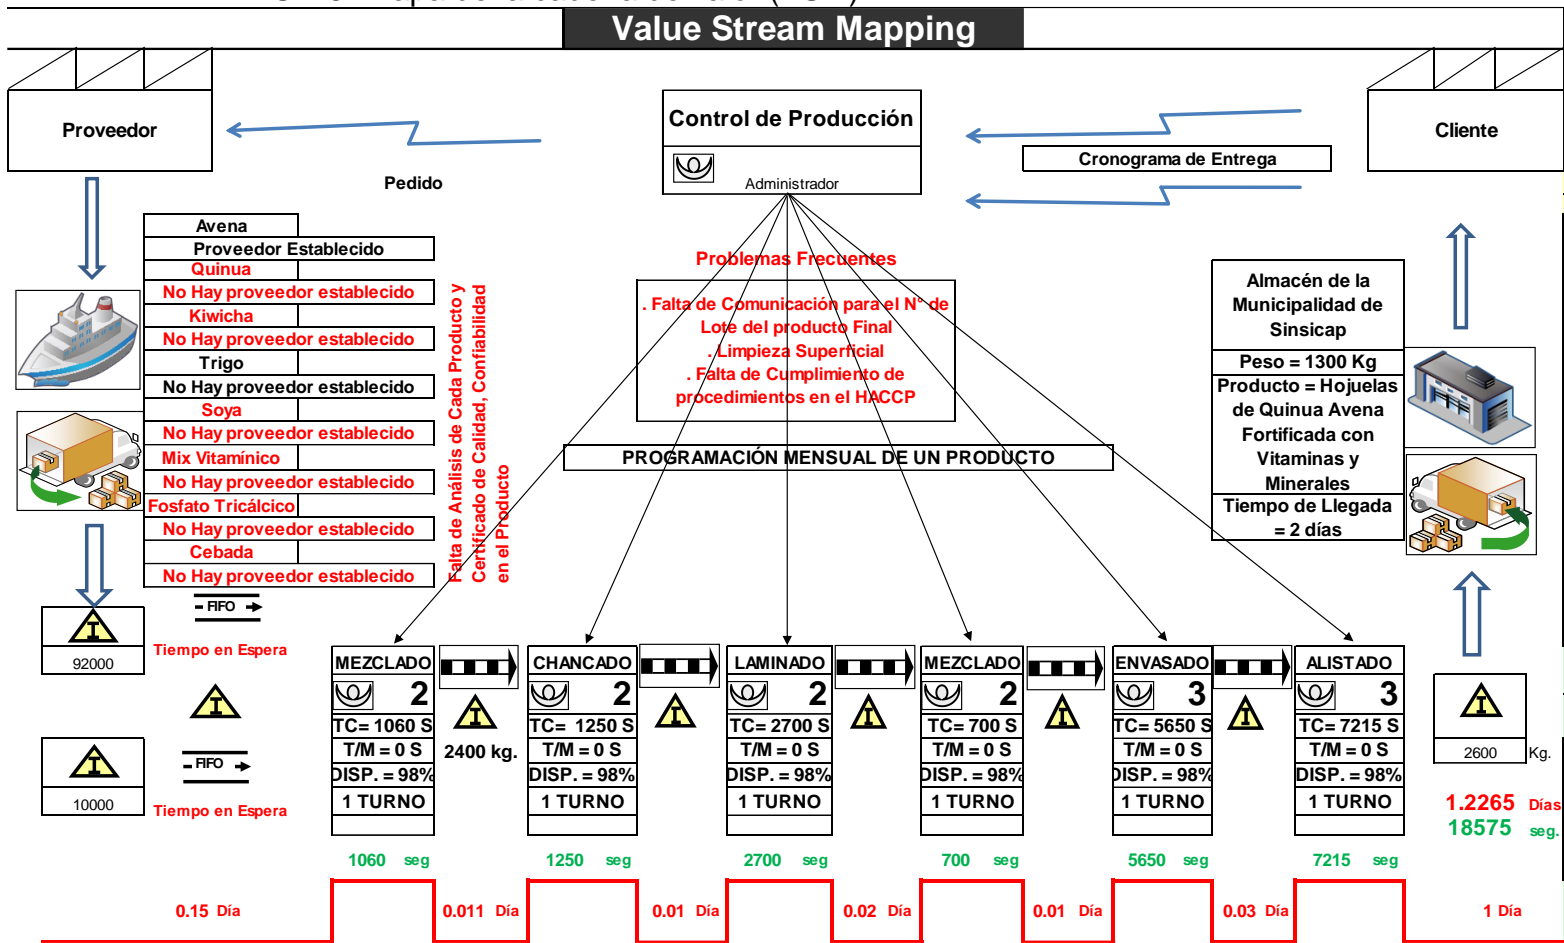 Value Stream Mapping
Proveedor
Control de Producción
Administrador
Cliente
Cronograma de Entrega
Pedido
Avena
Proveedor Establecido
Quinua
No Hay proveedor establecido
Kiwicha
No Hay proveedor establecido
Trigo
No Hay proveedor establecido
Soya
No Hay proveedor establecido
Mix Vitamínico
No Hay proveedor establecido
Fosfato Tricálcico
No Hay proveedor establecido
Cebada
No Hay proveedor establecido
Falta de Análisis de Cada Producto y
Certificado de Calidad, Confiabilidad
en el Producto
Problemas Frecuentes
. Falta de Comunicación para el N° de
Lote del producto Final
. Limpieza Superficial
. Falta de Cumplimiento de
procedimientos en el HACCP
PROGRAMACIÓN MENSUAL DE UN PRODUCTO
Almacén de la
Municipalidad de
Sinsicap
Peso = 1300 Kg
Producto = Hojuelas
de Quinua Avena
Fortificada con
Vitaminas y
Minerales
Tiempo de Llegada
= 2 días
I
92000
FIFO
Tiempo en Espera
I
I
10000
FIFO
Tiempo en Espera
MEZCLADO
2
TC= 1060 S
T/M = 0 S
DISP. = 98%
1 TURNO
I
2400 kg.
CHANCADO
2
TC= 1250 S
T/M = 0 S
DISP. = 98%
1 TURNO
I
LAMINADO
2
TC= 2700 S
T/M = 0 S
DISP. = 98%
1 TURNO
I
MEZCLADO
2
TC= 700 S
T/M = 0 S
DISP. = 98%
1 TURNO
I
ENVASADO
3
TC= 5650 S
T/M = 0 S
DISP. = 98%
1 TURNO
I
ALISTADO
3
TC= 7215 S
T/M = 0 S
DISP. = 98%
1 TURNO
I
2600 Kg.
1.2265 Días
18575 seg.
1060 seg
1250 seg
2700 seg
700 seg
5650 seg
7215 seg
0.15 Día
0.011 Día
0.01 Día
0.02 Día
0.01 Día
0.03 Día
1 Día